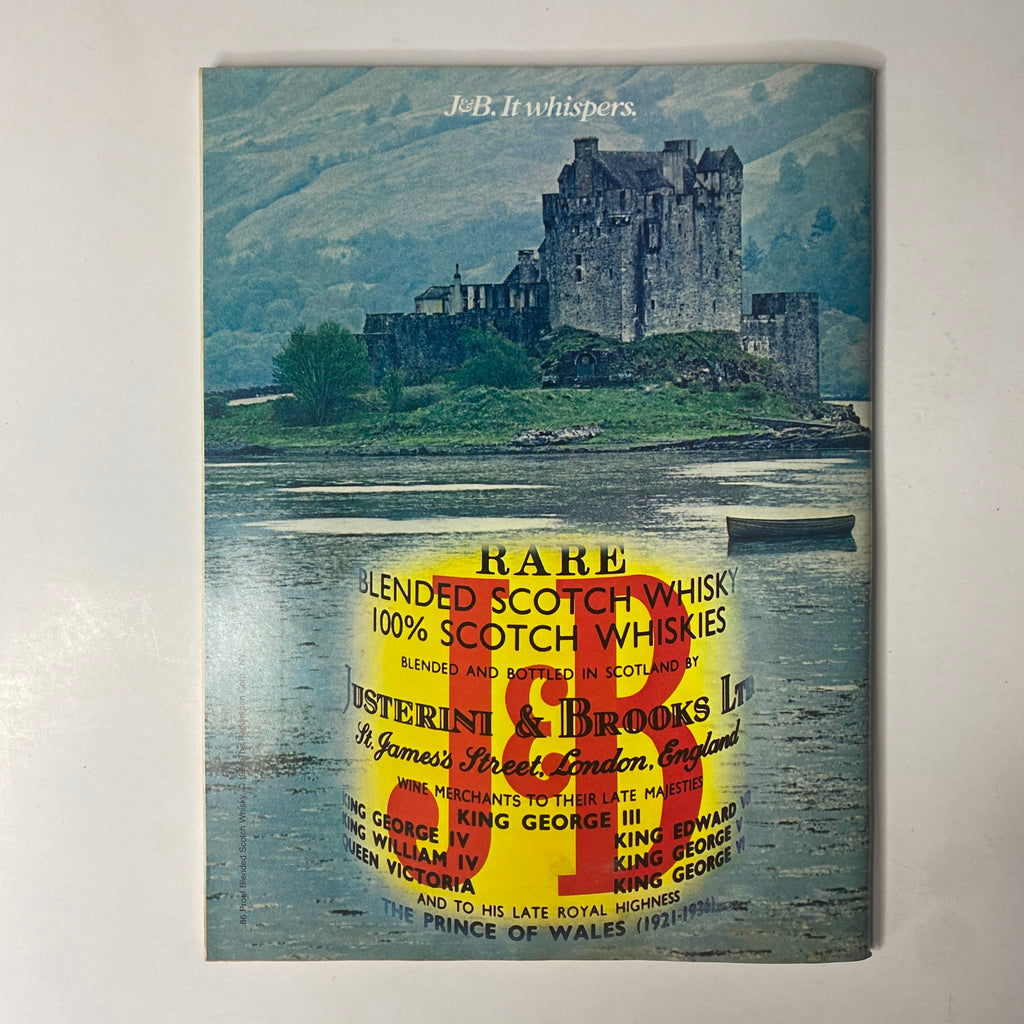 J&B. It whispers.
RARE
BLENDED SCOTCH WHISKY
100% SCOTCH WHISKIES
BLENDED AND BOTTLED IN SCOTLAND BY
J&B
JUSTERINI & BROOKS LTD
St. James's Street, London, England
WINE MERCHANTS TO THEIR LATE MAJESTIES
KING GEORGE III
KING GEORGE IV KING EDWARD VII
KING WILLIAM IV KING GEORGE V
QUEEN VICTORIA KING GEORGE VI
AND TO HIS LATE ROYAL HIGHNESS
THE PRINCE OF WALES (1921-1936)
86 Proof Blended Scotch Whisky. Corp., NY